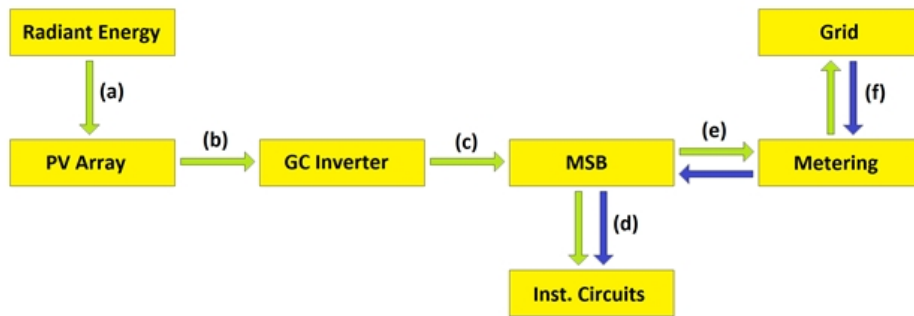 Radiant Energy
Grid
(a)
(f)
(b)
(c)
(e)
PV Array
GC Inverter
MSB
Metering
(d)
Inst. Circuits